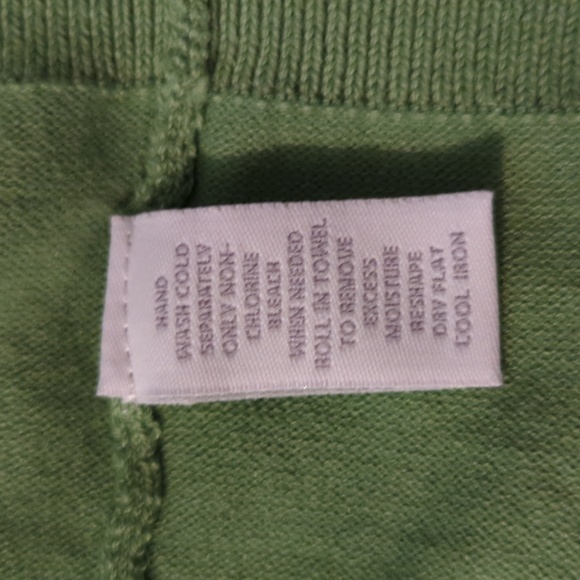 HAND
WASH COLD
SEPARATELY
ONLY NON-
CHLORINE
BLEACH
WHEN NEEDED
ROLL IN TOWEL
TO REMOVE
EXCESS
MOISTURE
RESHAPE
DRY FLAT
COOL IRON